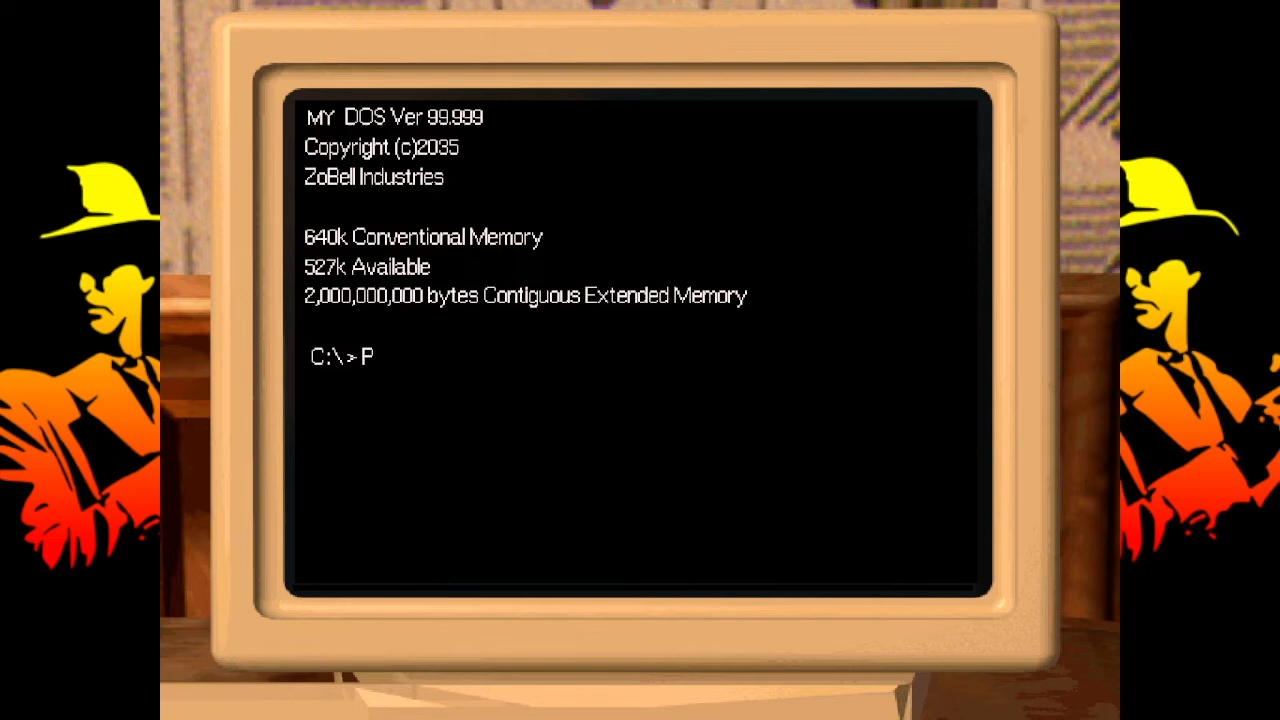 MY DOS Ver 99.999
Copyright (c)2035
ZoBell Industries
640k Conventional Memory
527k Available
2,000,000,000 bytes Contiguous Extended Memory
C:\>P